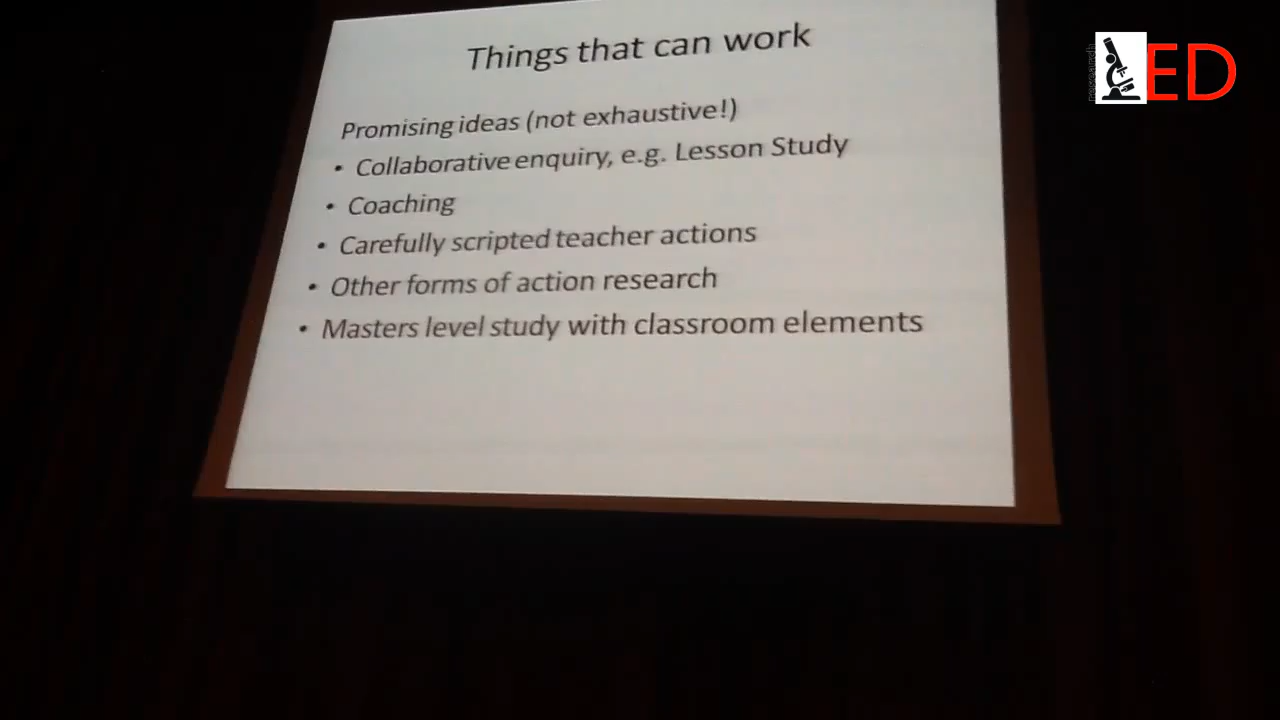 Things that can work
Promising ideas (not exhaustive!)
• Collaborative enquiry, e.g. Lesson Study
• Coaching
• Carefully scripted teacher actions
• Other forms of action research
• Masters level study with classroom elements
research
ED